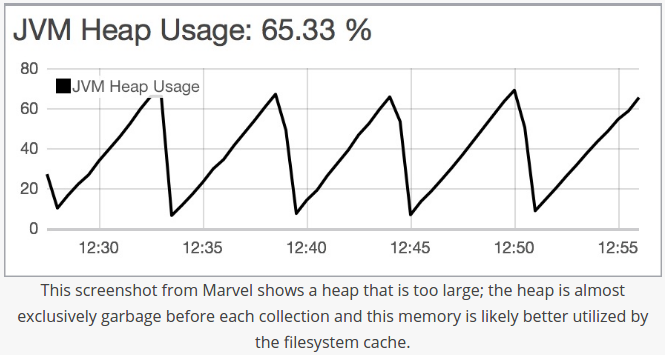 JVM Heap Usage: 65.33 %
80
JVM Heap Usage
60
40
20
0
12:30 12:35 12:40 12:45 12:50 12:55
This screenshot from Marvel shows a heap that is too large; the heap is almost
exclusively garbage before each collection and this memory is likely better utilized by
the filesystem cache.